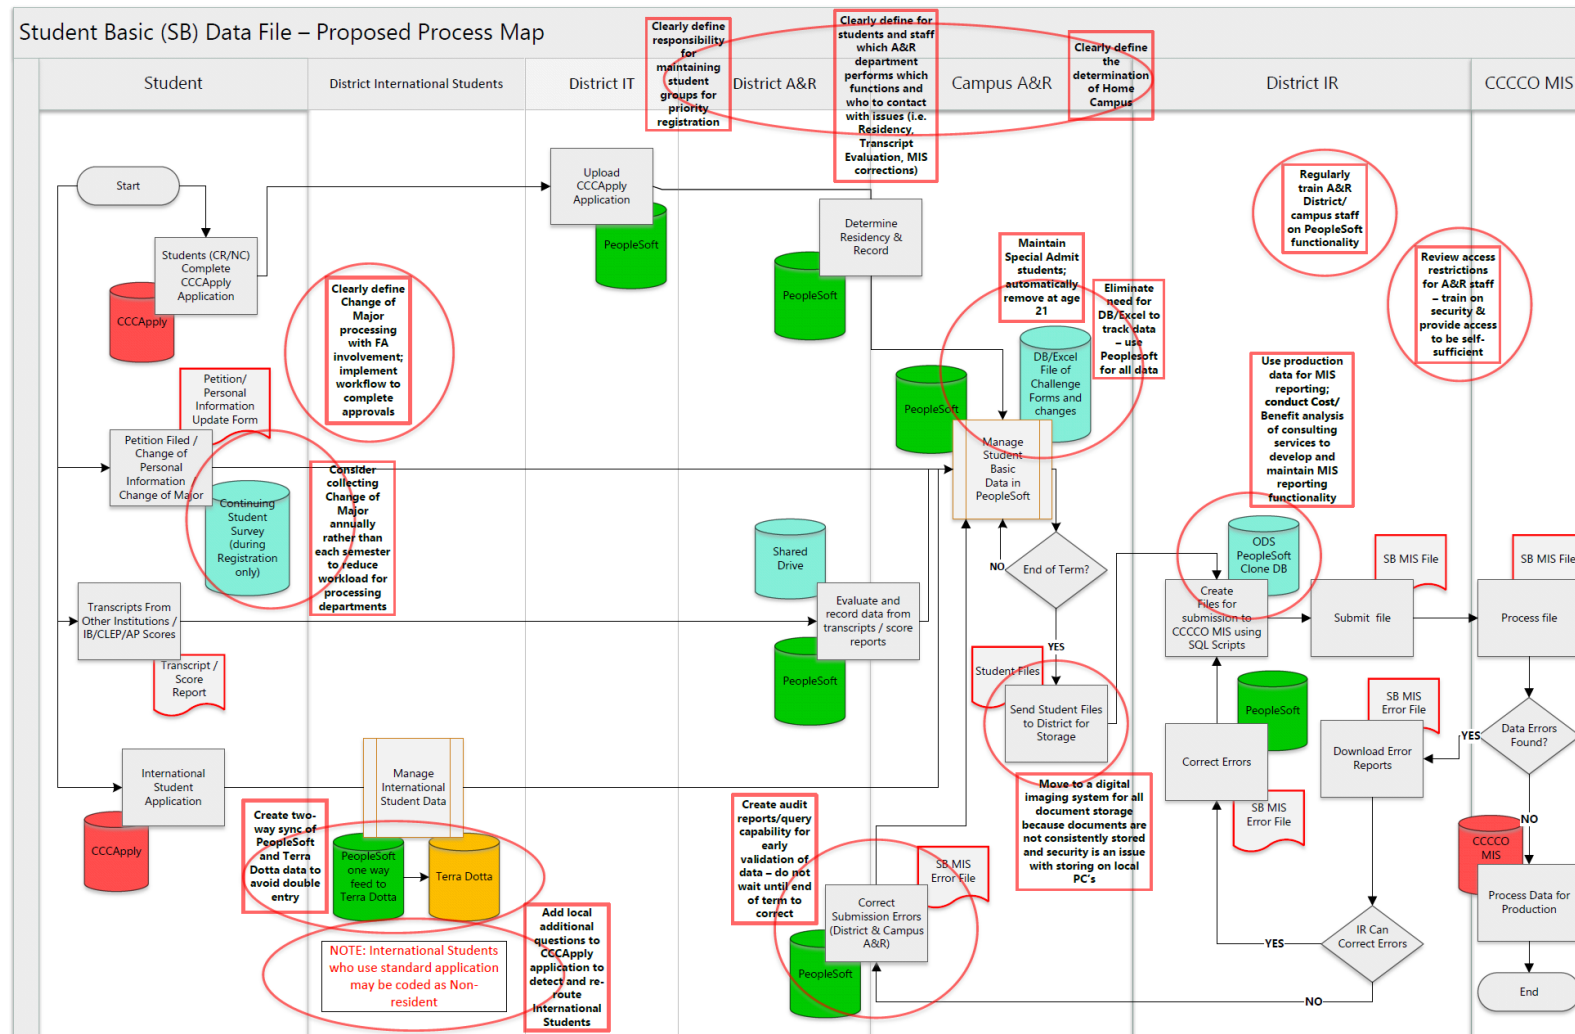 Student Basic (SB) Data File – Proposed Process Map
Student
District International Students
District IT
District A&R
Campus A&R
District IR
CCCCO MIS
Clearly define
responsibility
for
maintaining
student
groups for
priority
registration
Clearly define for
students and staff
which A&R
department
performs which
functions and
who to contact
with issues (i.e.
Residency,
Transcript
Evaluation, MIS
corrections)
Clearly define
the
determination
of Home
Campus
Start
Students (CR/NC)
Complete
CCCApply
Application
CCCApply
Upload
CCCApply
Application
PeopleSoft
Determine
Residency &
Record
PeopleSoft
Regularly
train A&R
District/
campus staff
on PeopleSoft
functionality
Review access
restrictions
for A&R staff
– train on
security &
provide access
to be self-
sufficient
Maintain
Special Admit
students;
automatically
remove at age
21
Eliminate
need for
DB/Excel to
track data
– use
Peoplesoft
for all data
DB/Excel
File of
Challenge
Forms and
changes
PeopleSoft
Manage
Student
Basic
Data in
PeopleSoft
Clearly define
Change of
Major
processing
with FA
involvement;
implement
workflow to
complete
approvals
Petition/
Personal
Information
Update Form
Petition Filed /
Change of
Personal
Information
Change of Major
Continuing
Student
Survey
(during
Registration
only)
Consider
collecting
Change of
Major
annually
rather than
each semester
to reduce
workload for
processing
departments
Use production
data for MIS
reporting;
conduct Cost/
Benefit analysis
of consulting
services to
develop and
maintain MIS
reporting
functionality
Shared
Drive
NO
End of Term?
YES
ODS
PeopleSoft
Clone DB
Create
Files for
submission to
CCCCO MIS using
SQL Scripts
SB MIS File
Submit file
SB MIS File
Process file
Transcripts From
Other Institutions /
IB/CLEP/AP Scores
Transcript /
Score
Report
Evaluate and
record data from
transcripts / score
reports
PeopleSoft
Student Files
Send Student Files
to District for
Storage
PeopleSoft
Correct Errors
SB MIS
Error File
SB MIS
Error File
Download Error
Reports
YES
Data Errors
Found?
NO
International
Student
Application
CCCApply
Manage
International
Student Data
Create two-
way sync of
PeopleSoft
and Terra
Dotta data to
avoid double
entry
PeopleSoft
one way
feed to
Terra Dotta
Terra Dotta
Create audit
reports/query
capability for
early
validation of
data – do not
wait until end
of term to
correct
Move to a digital
imaging system for all
document storage
because documents are
not consistently stored
and security is an issue
with storing on local
PC's
CCCCO
MIS
Process Data for
Production
SB MIS
Error File
Correct
Submission Errors
(District & Campus
A&R)
PeopleSoft
NOTE: International Students
who use standard application
may be coded as Non-
resident
Add local
additional
questions to
CCCApply
application to
detect and re-
route
International
Students
YES
IR Can
Correct Errors
NO
End